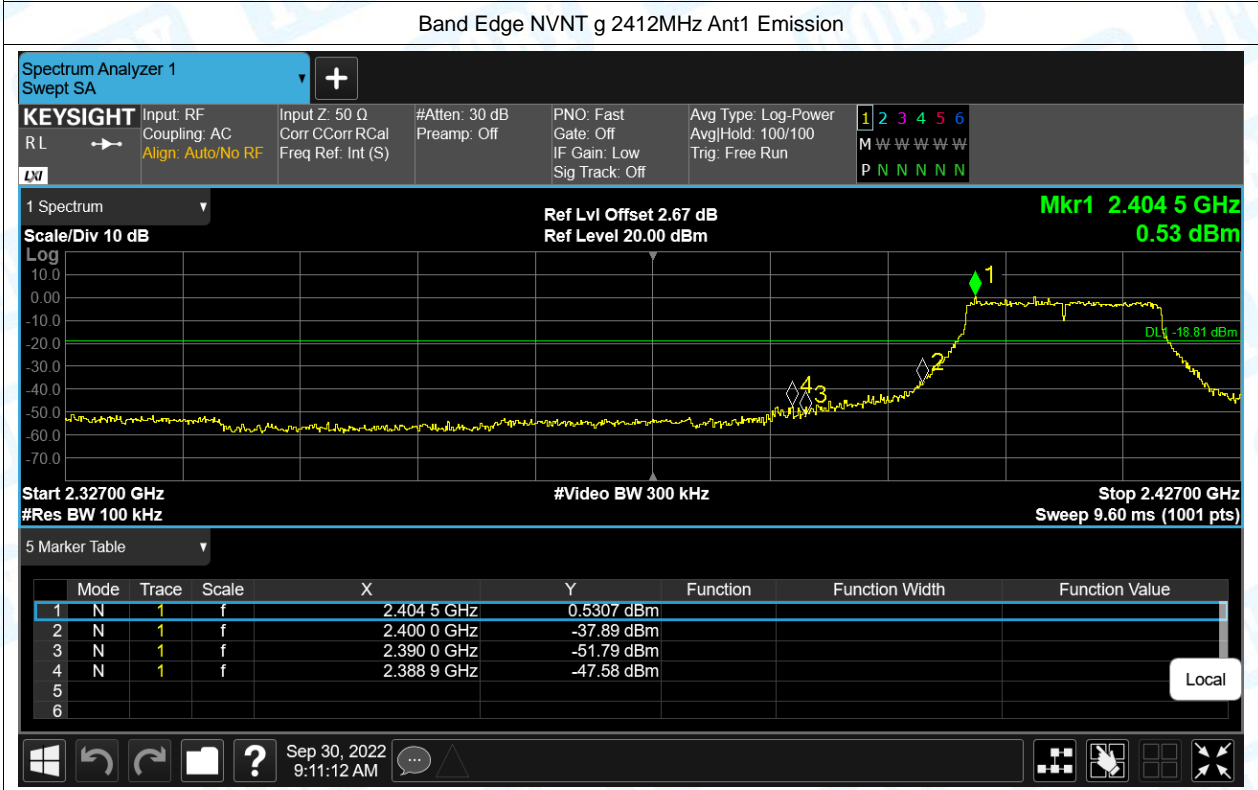 Band Edge NVNT g 2412MHz Ant1 Emission
Spectrum Analyzer 1
Swept SA
KEYSIGHT
RL
LXI
Input: RF
Coupling: AC
Align: Auto/No RF
Input Z: 50 Ω
Corr CCorr RCal
Freq Ref: Int (S)
#Atten: 30 dB
Preamp: Off
PNO: Fast
Gate: Off
IF Gain: Low
Sig Track: Off
Avg Type: Log-Power
Avg|Hold: 100/100
Trig: Free Run
1 2 3 4 5 6
M W W W W W
P N N N N N
1 Spectrum
Scale/Div 10 dB
Ref Lvl Offset 2.67 dB
Ref Level 20.00 dBm
Mkr1 2.404 5 GHz
0.53 dBm
Log
10.0
0.00
-10.0
-20.0
-30.0
-40.0
-50.0
-60.0
-70.0
1
DL1 -18.81 dBm
2
4
3
Start 2.32700 GHz
#Res BW 100 kHz
#Video BW 300 kHz
Stop 2.42700 GHz
Sweep 9.60 ms (1001 pts)
5 Marker Table
Mode Trace Scale X Y Function Function Width Function Value
1 N 1 f 2.404 5 GHz 0.5307 dBm
2 N 1 f 2.400 0 GHz -37.89 dBm
3 N 1 f 2.390 0 GHz -51.79 dBm
4 N 1 f 2.388 9 GHz -47.58 dBm
5
6
Local
?
Sep 30, 2022
9:11:12 AM